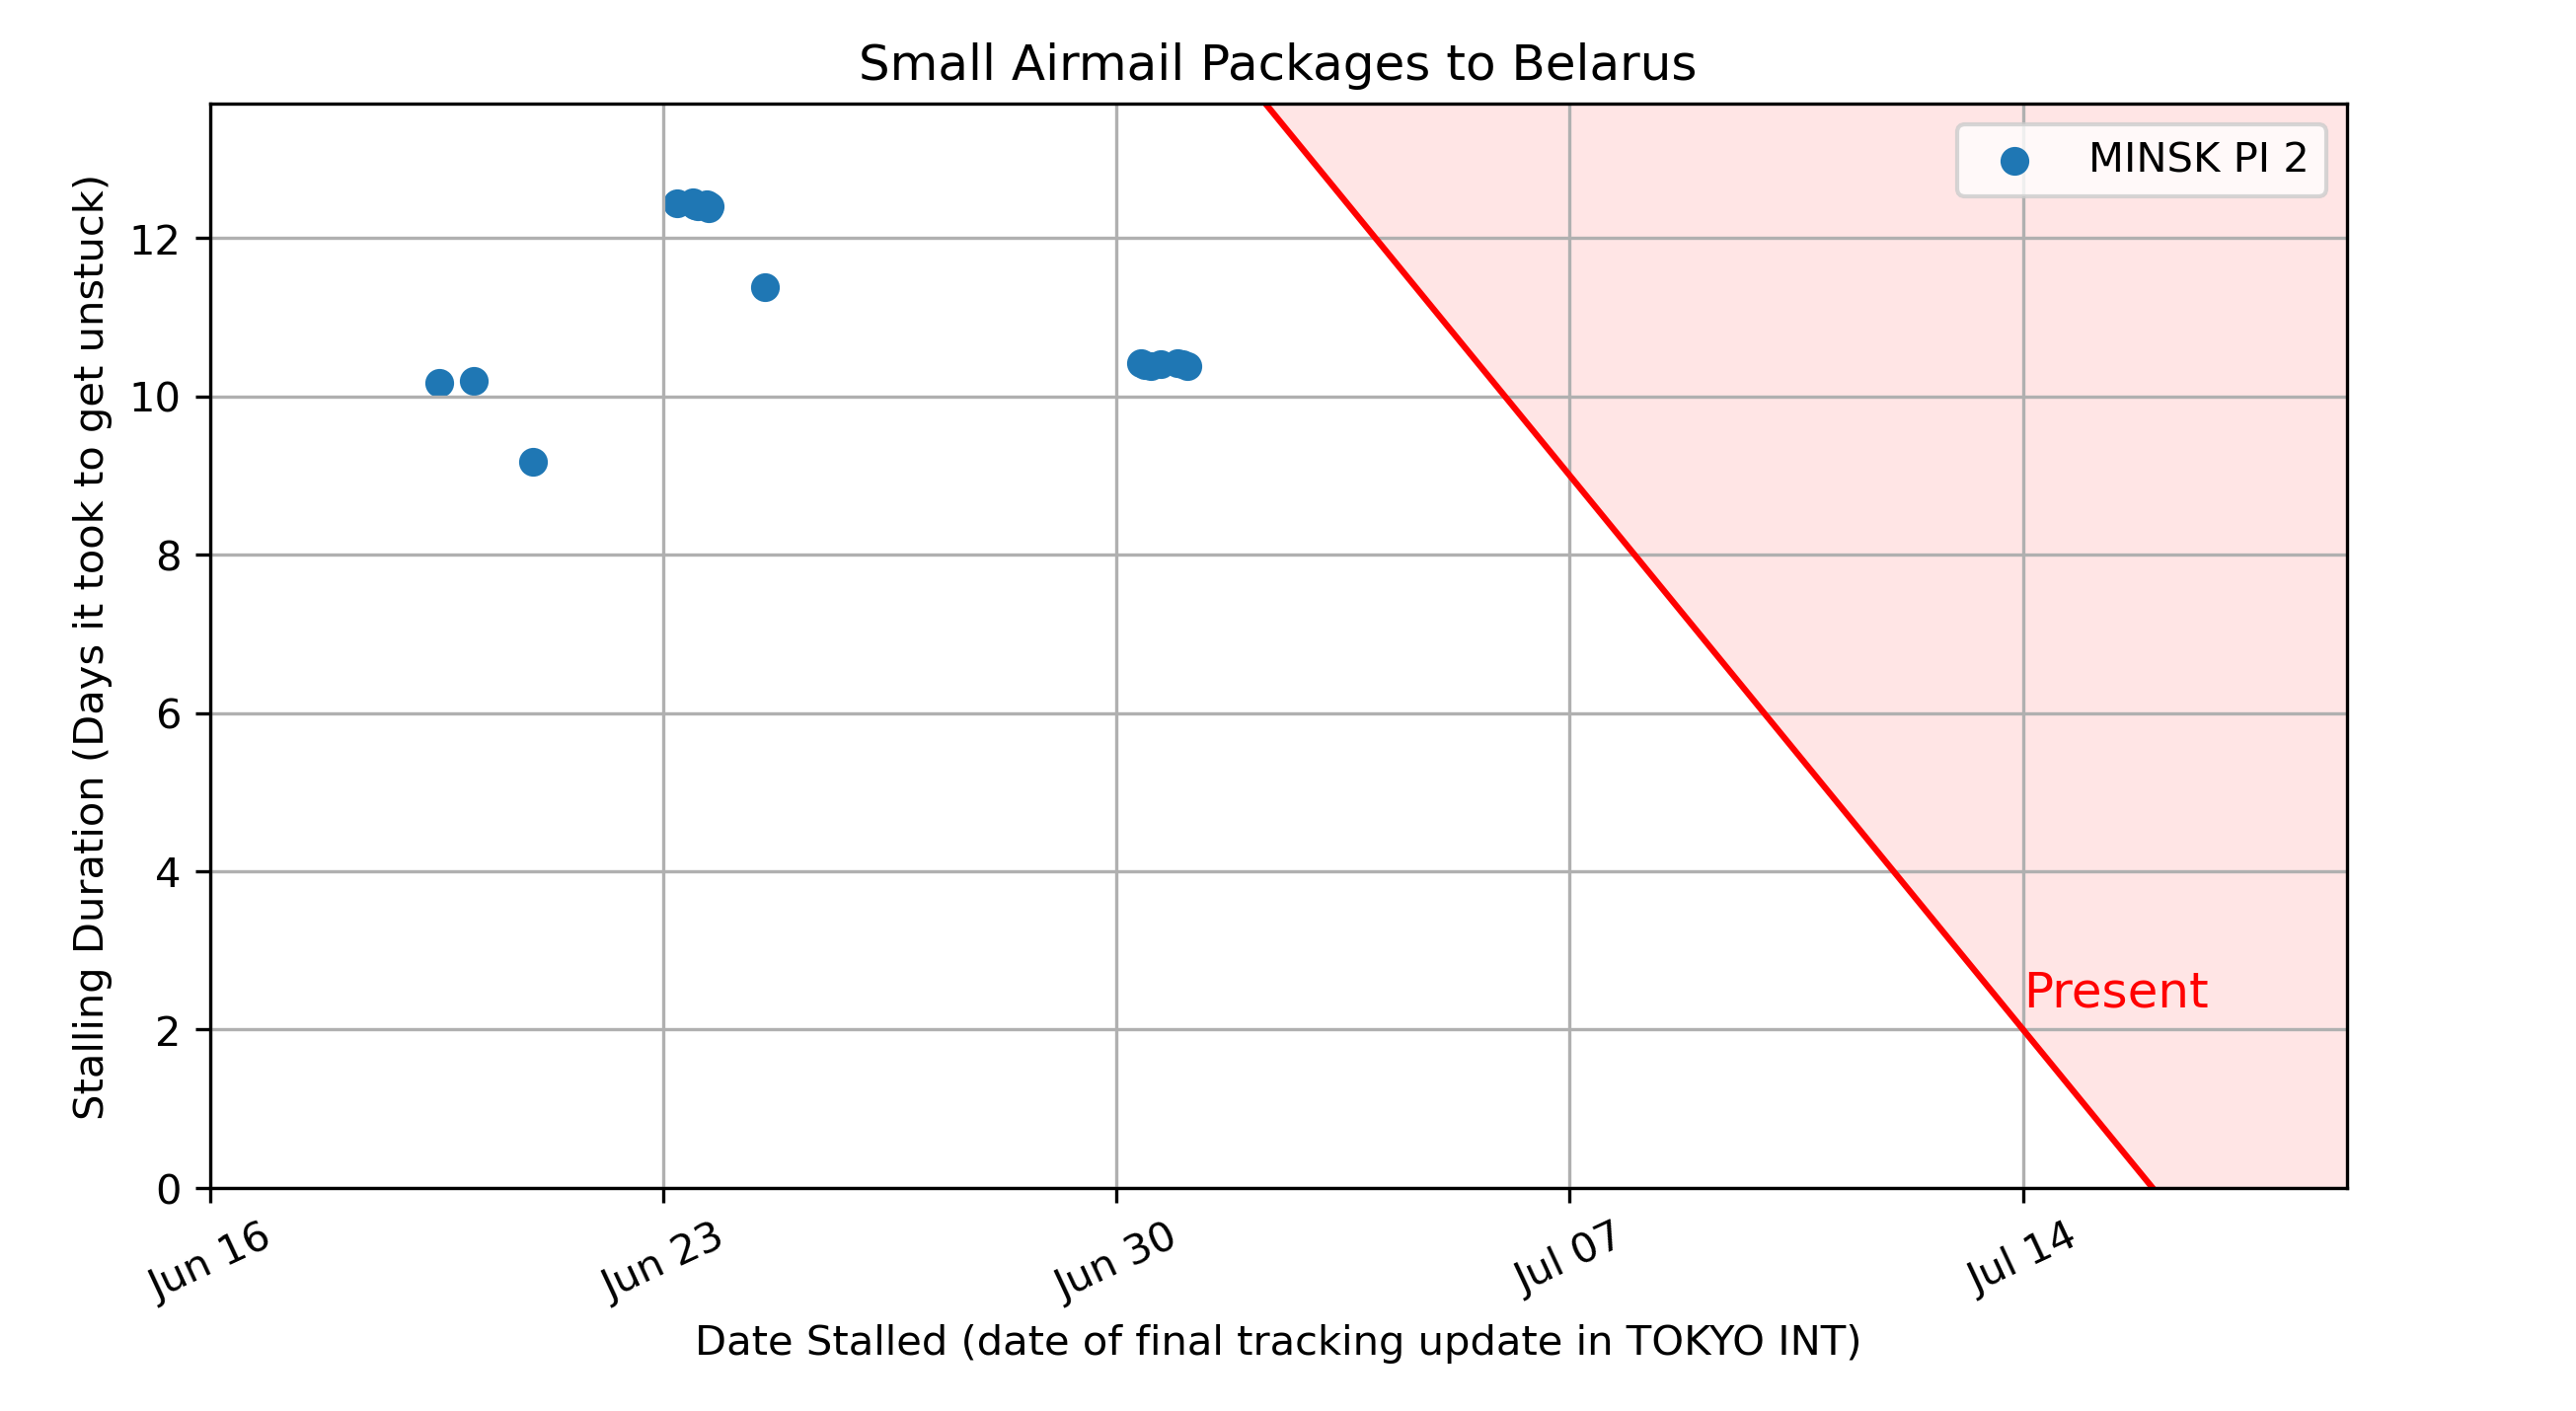 Small Airmail Packages to Belarus
MINSK PI 2
Stalling Duration (Days it took to get unstuck)
12
10
8
6
4
2
0
Present
Jun 16
Jun 23
Jun 30
Jul 07
Jul 14
Date Stalled (date of final tracking update in TOKYO INT)